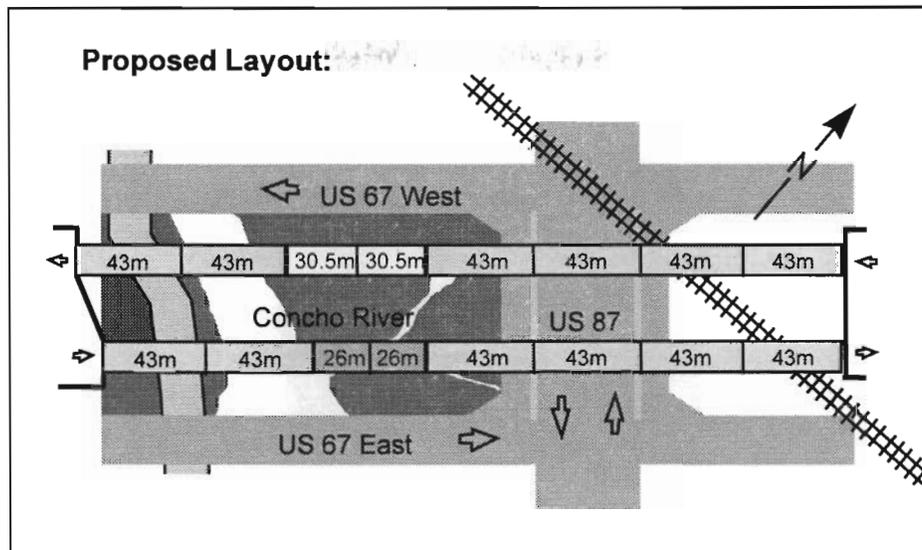 Proposed Layout:
N
US 67 West
43m 43m 30.5m 30.5m 43m 43m 43m 43m
Concho River US 87
43m 43m 26m 26m 43m 43m 43m 43m
US 67 East